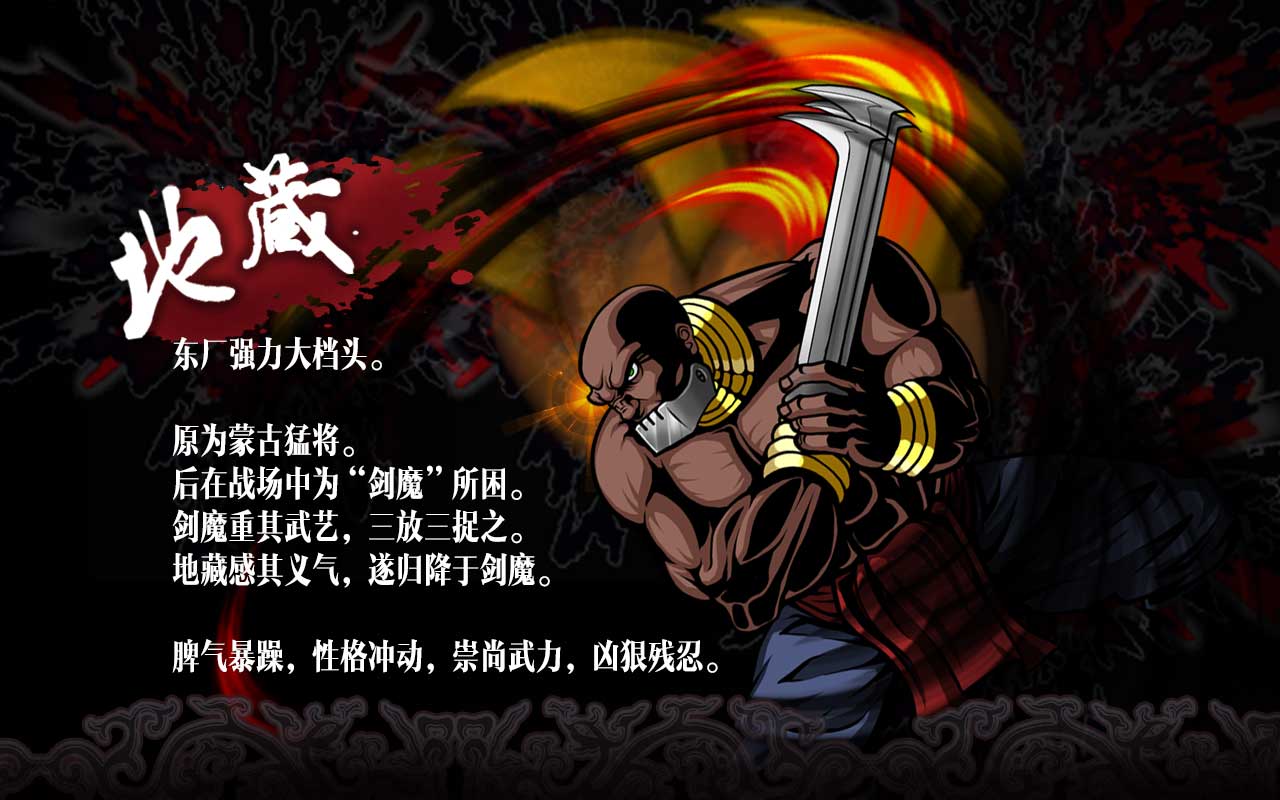 地藏
东厂强力大档头。
原为蒙古猛将。
后在战场中为“剑魔”所困。
剑魔重其武艺，三放三捉之。
地藏感其义气，遂归降于剑魔。
脾气暴躁，性格冲动，崇尚武力，凶狠残忍。